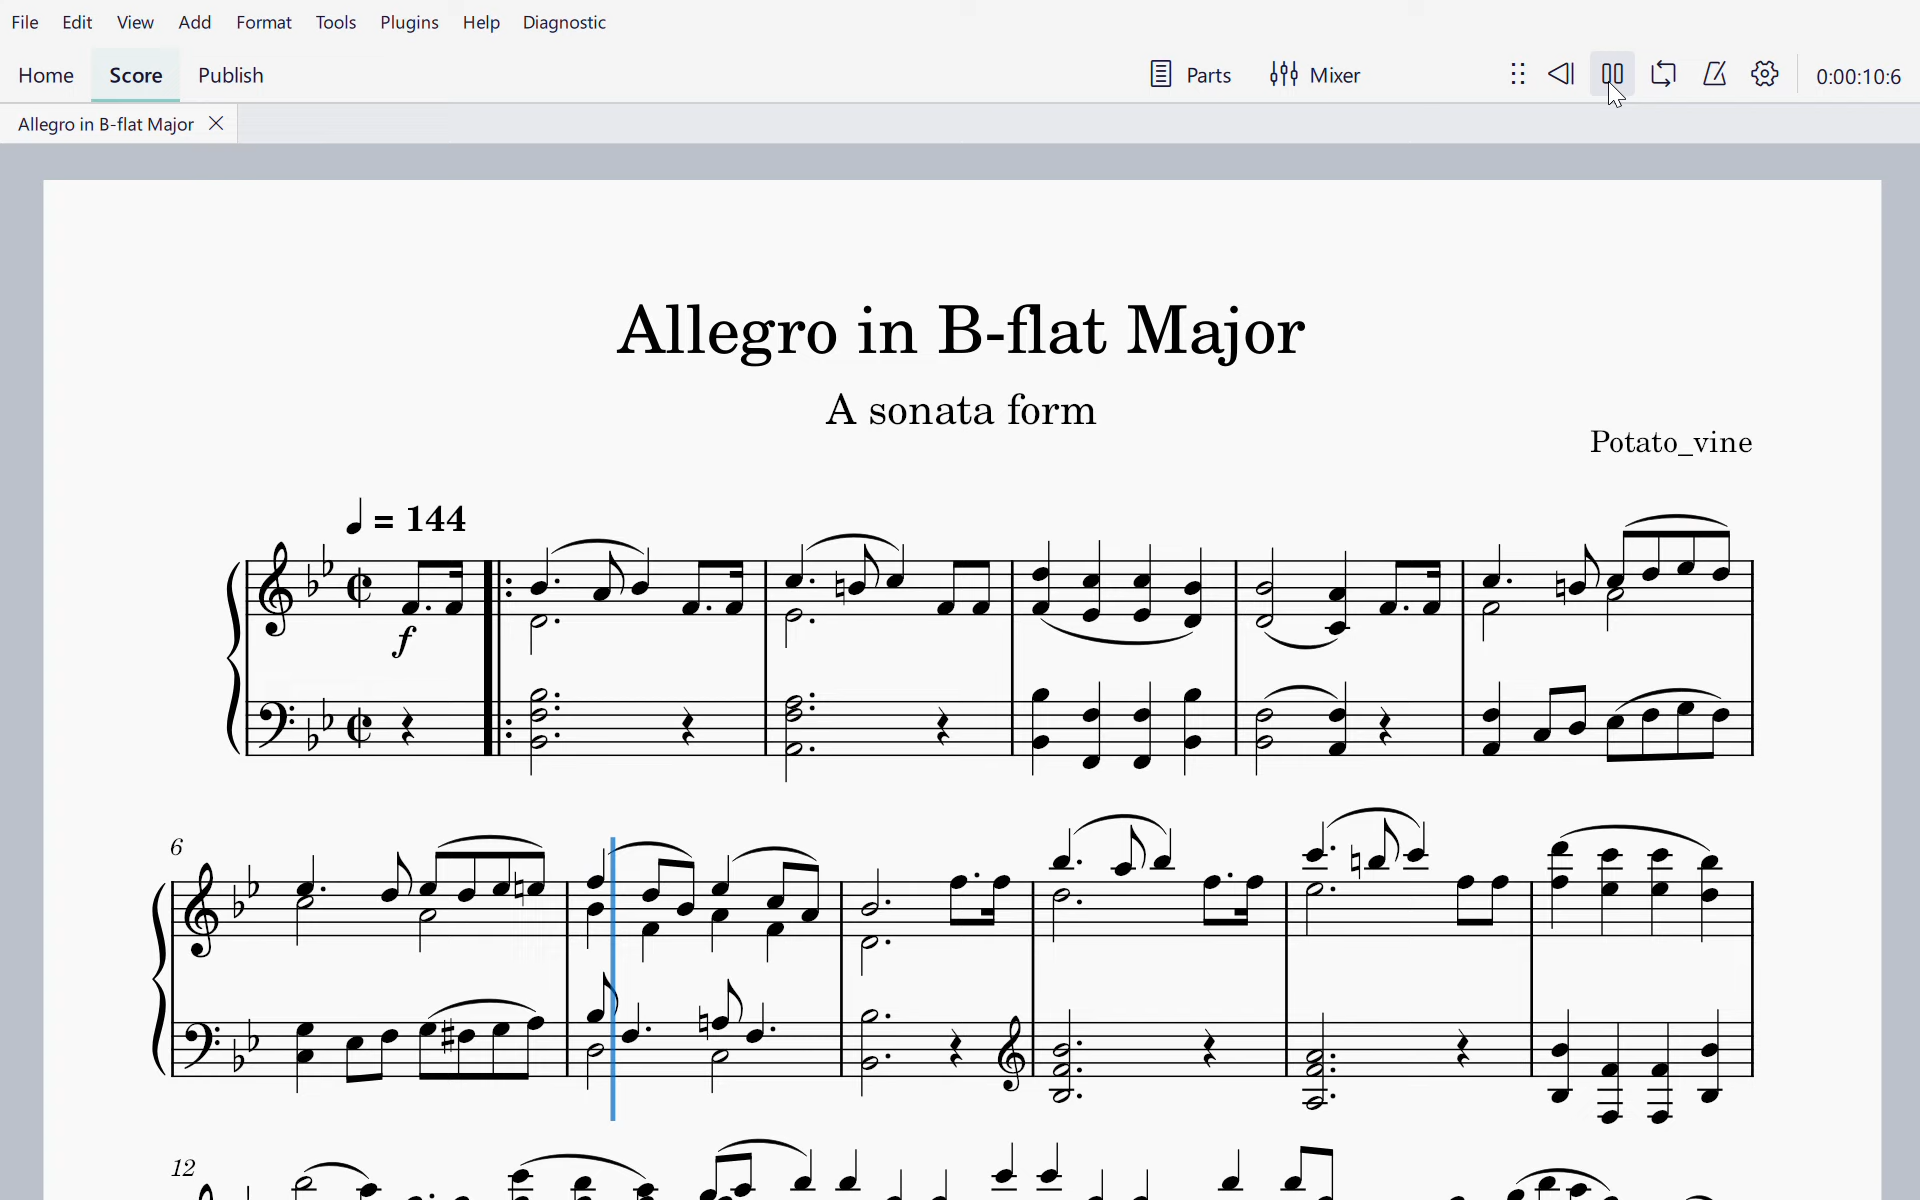 File Edit View Add Format Tools Plugins Help Diagnostic
Home Score Publish Parts Mixer 0:00:10:6
Allegro in B-flat Major
Allegro in B-flat Major
A sonata form
Potato_vine
= 144
f
6
12